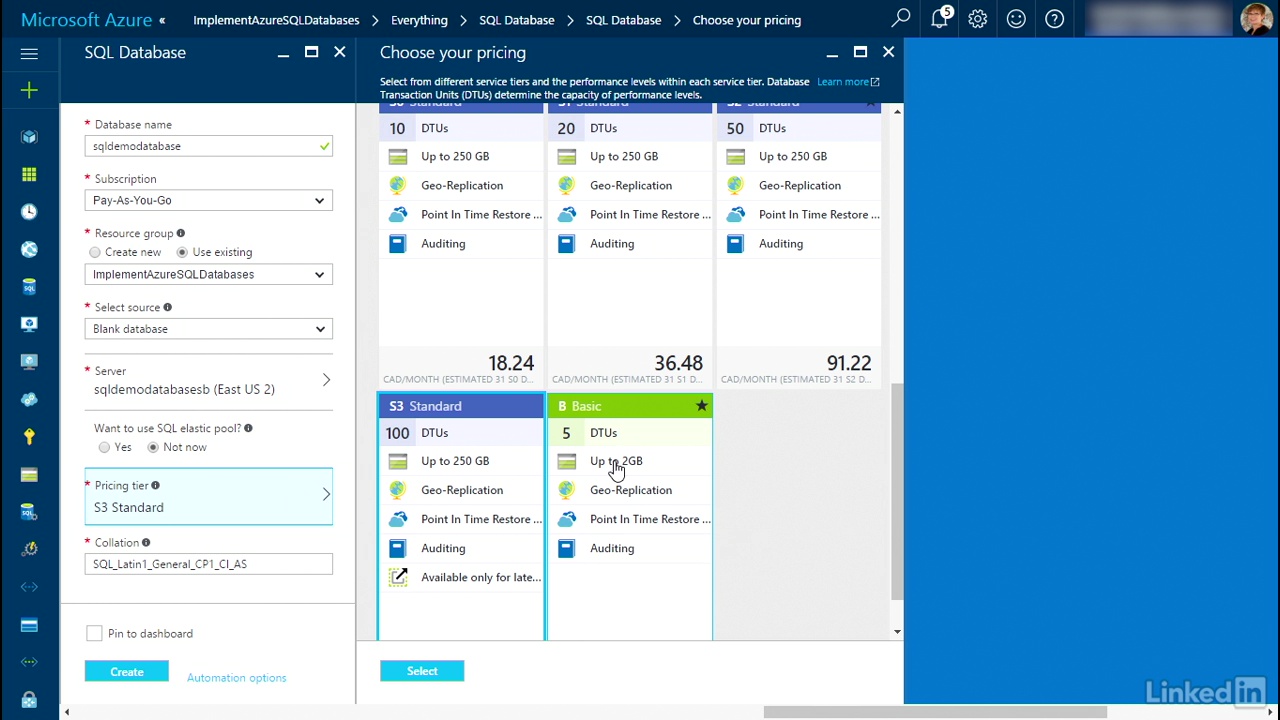 Microsoft Azure «
ImplementAzureSQLDatabases > Everything > SQL Database > SQL Database > Choose your pricing
5
SQL Database
* Database name
sqldemodatabase
* Subscription
Pay-As-You-Go
* Resource group
Create new
Use existing
ImplementAzureSQLDatabases
* Select source
Blank database
Server
sqldemodatabasesb (East US 2)
Want to use SQL elastic pool?
Yes
Not now
* Pricing tier
S3 Standard
* Collation
SQL_Latin1_General_CP1_CI_AS
Pin to dashboard
Create
Automation options
Choose your pricing
Select from different service tiers and the performance levels within each service tier. Database
Transaction Units (DTUs) determine the capacity of performance levels.
Learn more
S0 Standard
10 DTUs
Up to 250 GB
Geo-Replication
Point In Time Restore ...
Auditing
18.24
CAD/MONTH (ESTIMATED 31 S0 D...
S1 Standard
20 DTUs
Up to 250 GB
Geo-Replication
Point In Time Restore ...
Auditing
36.48
CAD/MONTH (ESTIMATED 31 S1 D...
S2 Standard
50 DTUs
Up to 250 GB
Geo-Replication
Point In Time Restore ...
Auditing
91.22
CAD/MONTH (ESTIMATED 31 S2 D...
S3 Standard
100 DTUs
Up to 250 GB
Geo-Replication
Point In Time Restore ...
Auditing
Available only for late...
B Basic
5 DTUs
Up to 2GB
Geo-Replication
Point In Time Restore ...
Auditing
Select
LinkedIn